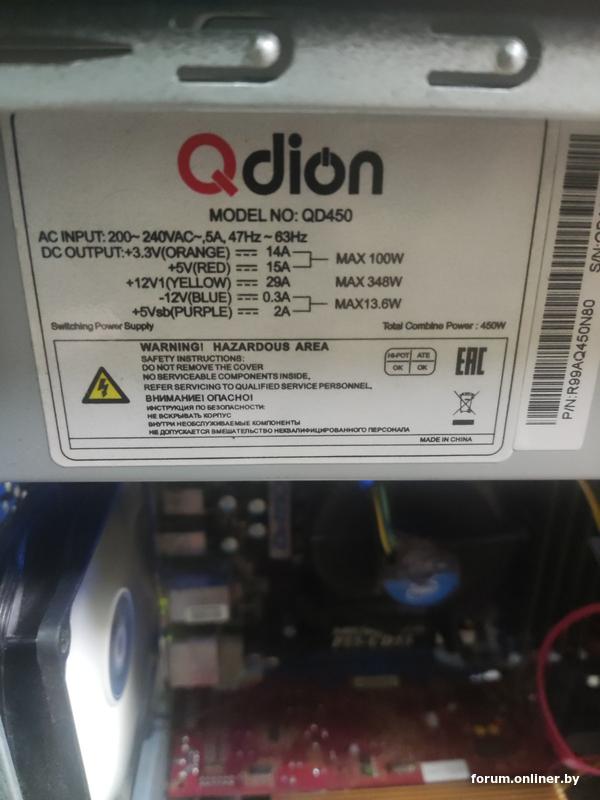 Qdion
MODEL NO: QD450
AC INPUT: 200~ 240VAC~,5A, 47Hz ~ 63Hz
DC OUTPUT:+3.3V(ORANGE) 14A
MAX 100W
+5V(RED) 15A
+12V1(YELLOW) 29A MAX 348W
-12V(BLUE) 0.3A
MAX13.6W
+5Vsb(PURPLE) 2A
Switching Power Supply Total Combine Power : 450W
WARNING! HAZARDOUS AREA
SAFETY INSTRUCTIONS:
DO NOT REMOVE THE COVER
NO SERVICEABLE COMPONENTS INSIDE,
REFER SERVICING TO QUALIFIED SERVICE PERSONNEL,
ВНИМАНИЕ! ОПАСНО!
ИНСТРУКЦИЯ ПО БЕЗОПАСНОСТИ:
НЕ ВСКРЫВАТЬ КОРПУС
ВНУТРИ НЕОБСЛУЖИВАЕМЫЕ КОМПОНЕНТЫ
НЕ ДОПУСКАЕТСЯ ВМЕШАТЕЛЬСТВО НЕКВАЛИФИЦИРОВАННОГО ПЕРСОНАЛА
HI-POT ATE
OK OK
EAC
MADE IN CHINA
P/N:R99AQ450N80
forum.onliner.by